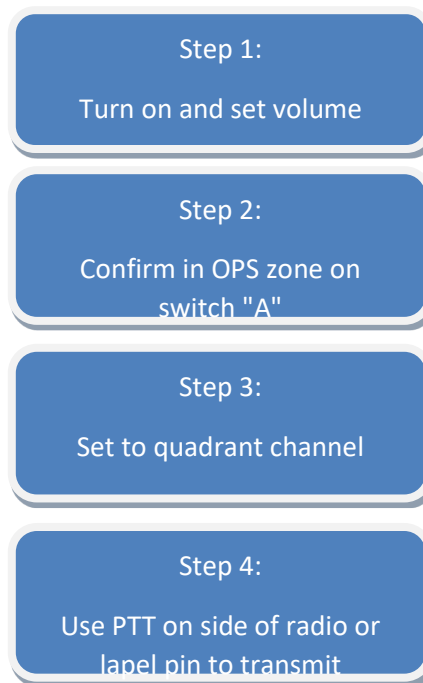 Step 1:
Turn on and set volume
Step 2:
Confirm in OPS zone on
switch "A"
Step 3:
Set to quadrant channel
Step 4:
Use PTT on side of radio or
lapel pin to transmit